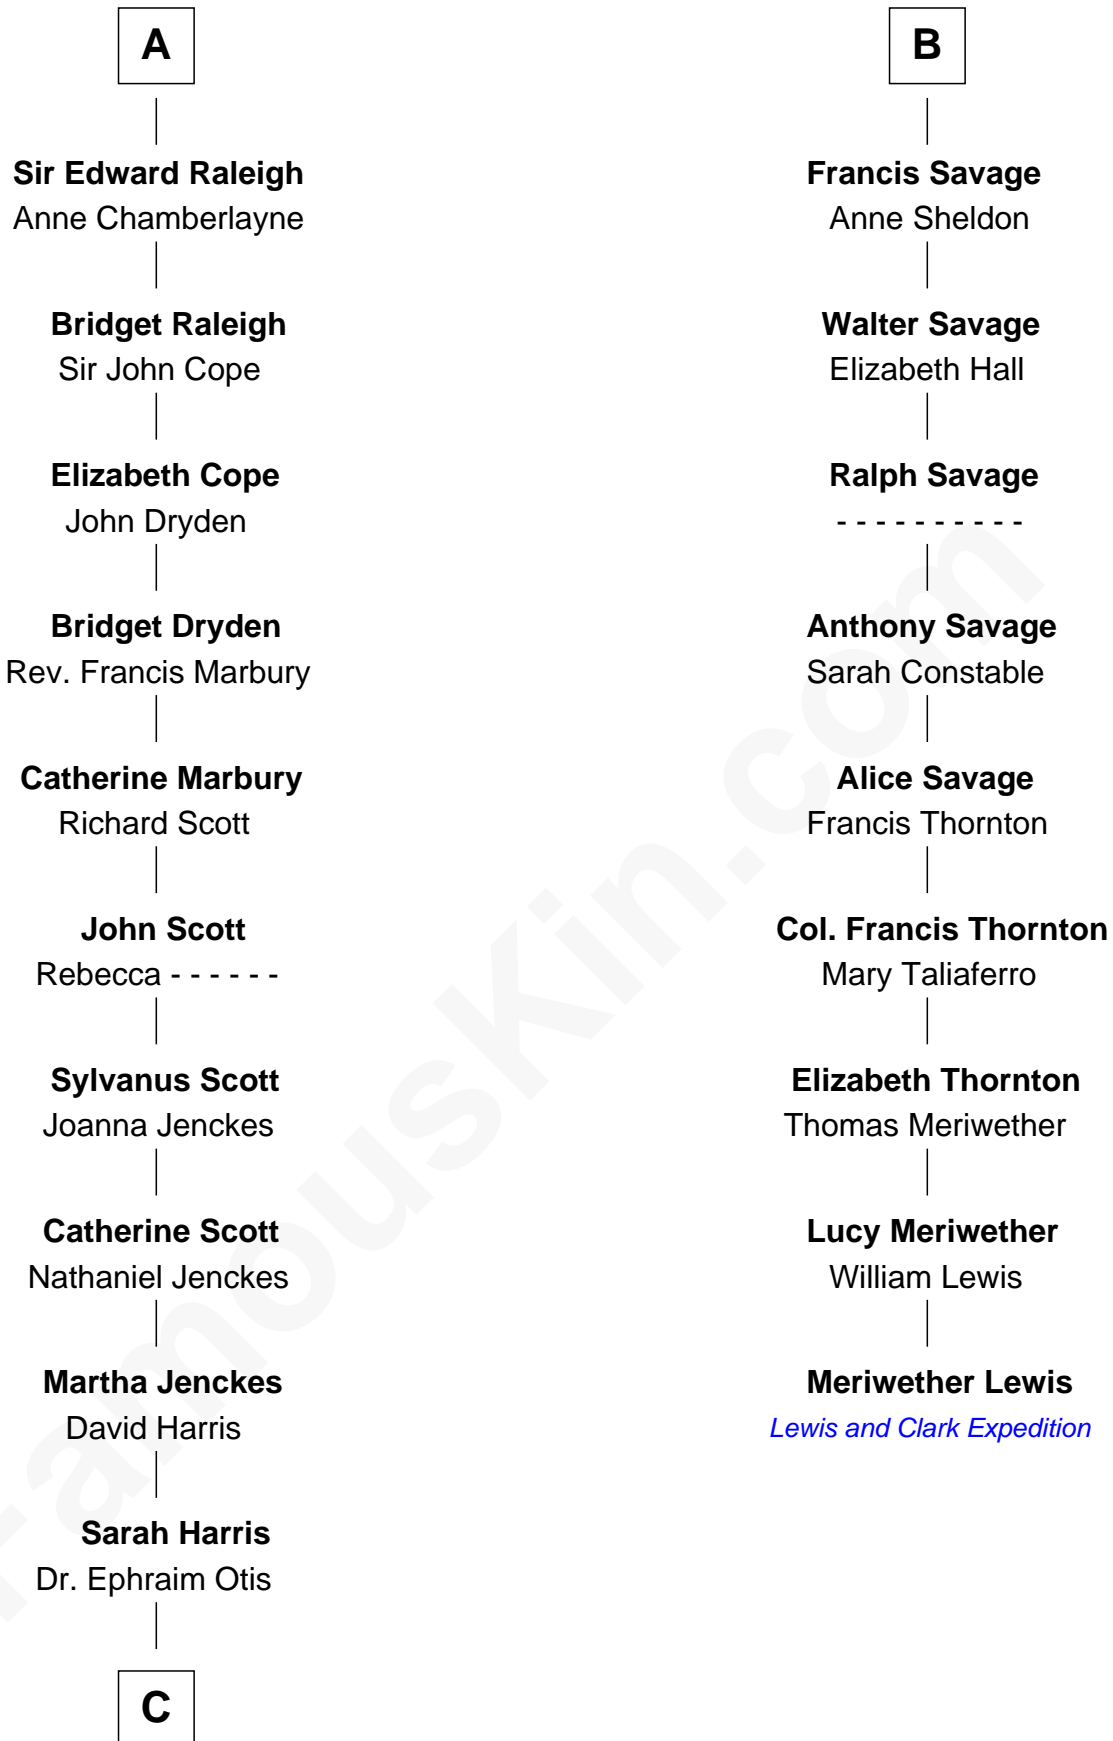 A
Sir Edward Raleigh
Anne Chamberlayne
Bridget Raleigh
Sir John Cope
Elizabeth Cope
John Dryden
Bridget Dryden
Rev. Francis Marbury
Catherine Marbury
Richard Scott
John Scott
Rebecca - - - - - -
Sylvanus Scott
Joanna Jenckes
Catherine Scott
Nathaniel Jenckes
Martha Jenckes
David Harris
Sarah Harris
Dr. Ephraim Otis
C
B
Francis Savage
Anne Sheldon
Walter Savage
Elizabeth Hall
Ralph Savage
- - - - - - - - - -
Anthony Savage
Sarah Constable
Alice Savage
Francis Thornton
Col. Francis Thornton
Mary Taliaferro
Elizabeth Thornton
Thomas Meriwether
Lucy Meriwether
William Lewis
Meriwether Lewis
Lewis and Clark Expedition
FamousKin.com